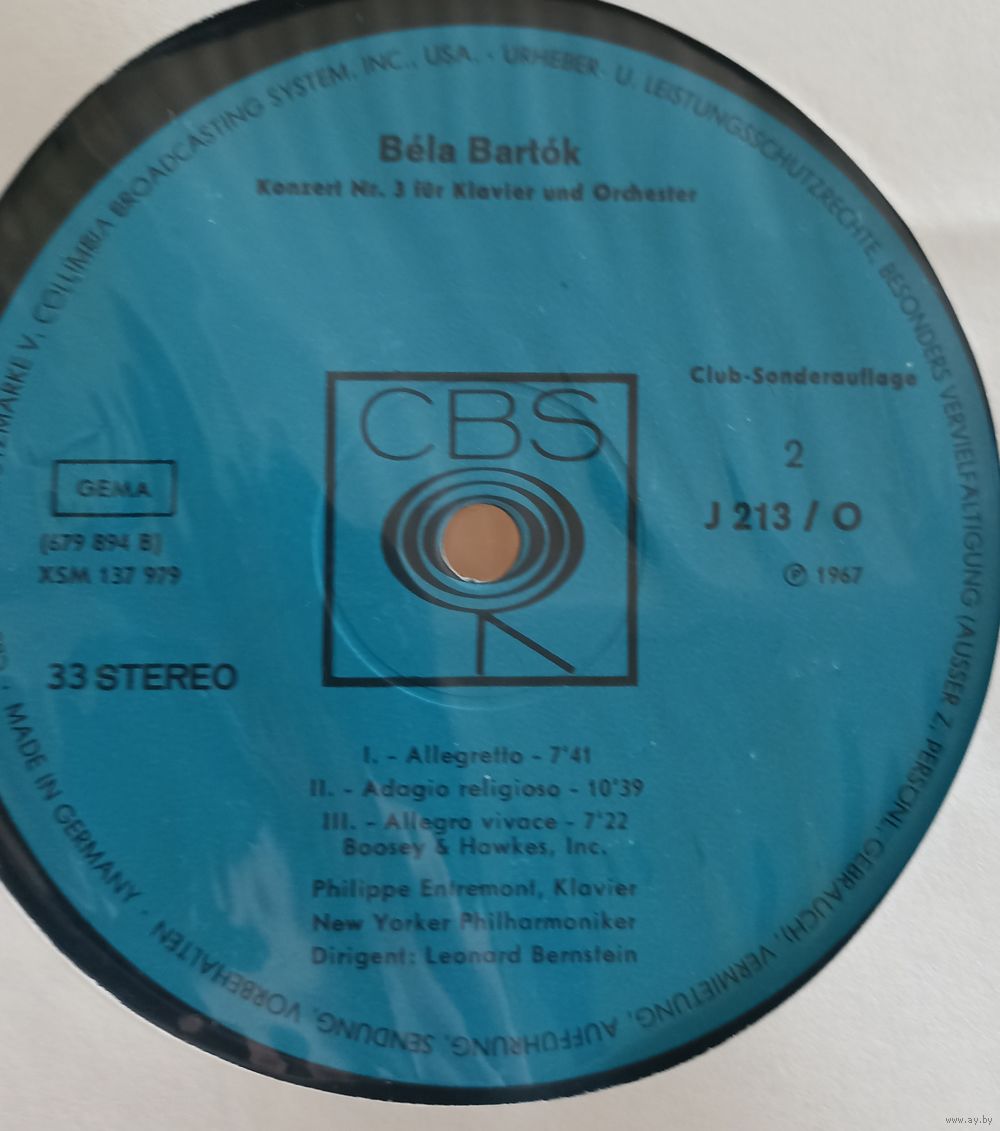 MARKE V. COLUMBIA BROADCASTING SYSTEM, INC., USA. · URHEBER- U. LEISTUNGSSCHUTZRECHTE, BESONDERS VERVIELFÄLTIGUNG (AUSSER Z. PERSÖNL. GEBRAUCH), VERMIETUNG, AUFFÜHRUNG, SENDUNG, VORBEHALTEN · MADE IN GERMANY ·
Béla Bartók
Konzert Nr. 3 für Klavier und Orchester
Club-Sonderauflage
CBS
2
GEMA
J 213 / O
(679 894 B)
XSM 137 979
℗ 1967
33 STEREO
I. - Allegretto - 7'41
II. - Adagio religioso - 10'39
III. - Allegro vivace - 7'22
Boosey & Hawkes, Inc.
Philippe Entremont, Klavier
New Yorker Philharmoniker
Dirigent: Leonard Bernstein
www.ay.by